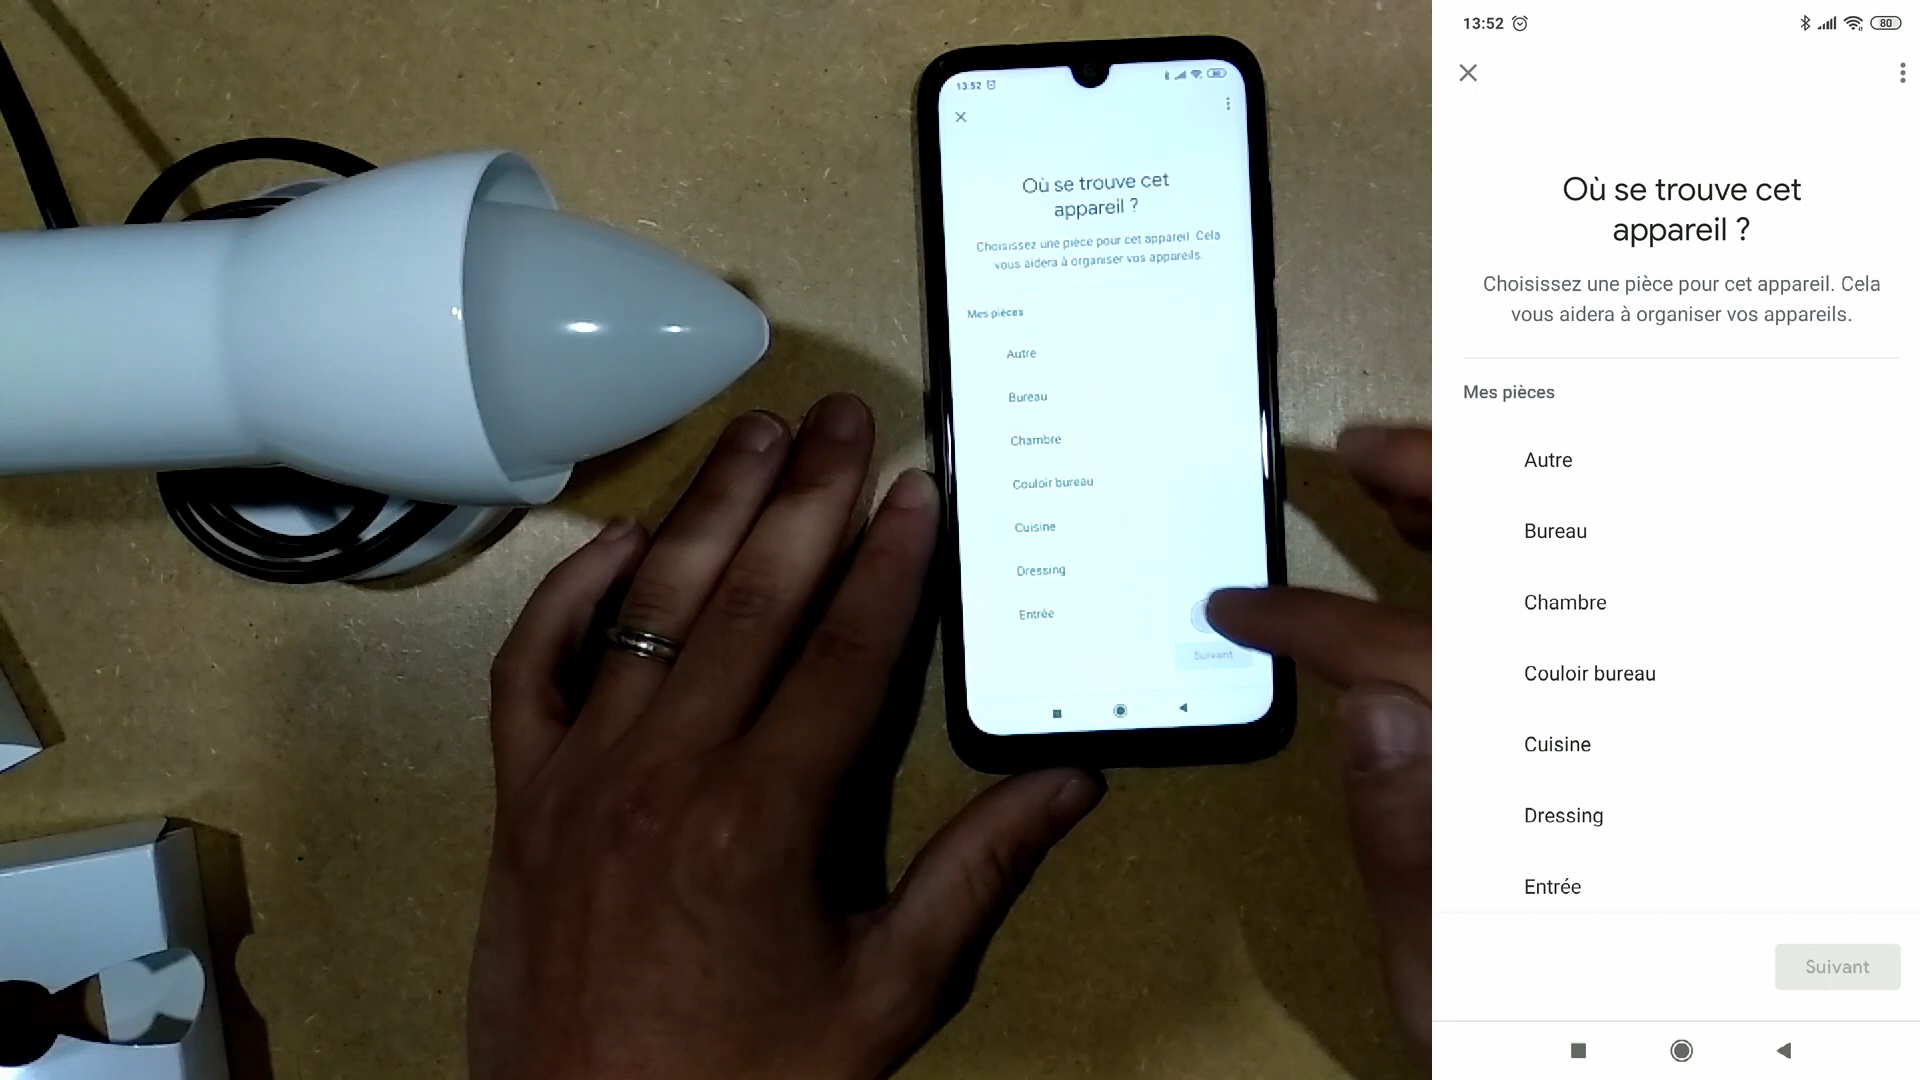 13:52
80
Où se trouve cet
appareil ?
Choisissez une pièce pour cet appareil. Cela
vous aidera à organiser vos appareils.
Mes pièces
Autre
Bureau
Chambre
Couloir bureau
Cuisine
Dressing
Entrée
Suivant
13:52
80
Où se trouve cet
appareil ?
Choisissez une pièce pour cet appareil. Cela
vous aidera à organiser vos appareils.
Mes pièces
Autre
Bureau
Chambre
Couloir bureau
Cuisine
Dressing
Entrée
Suivant